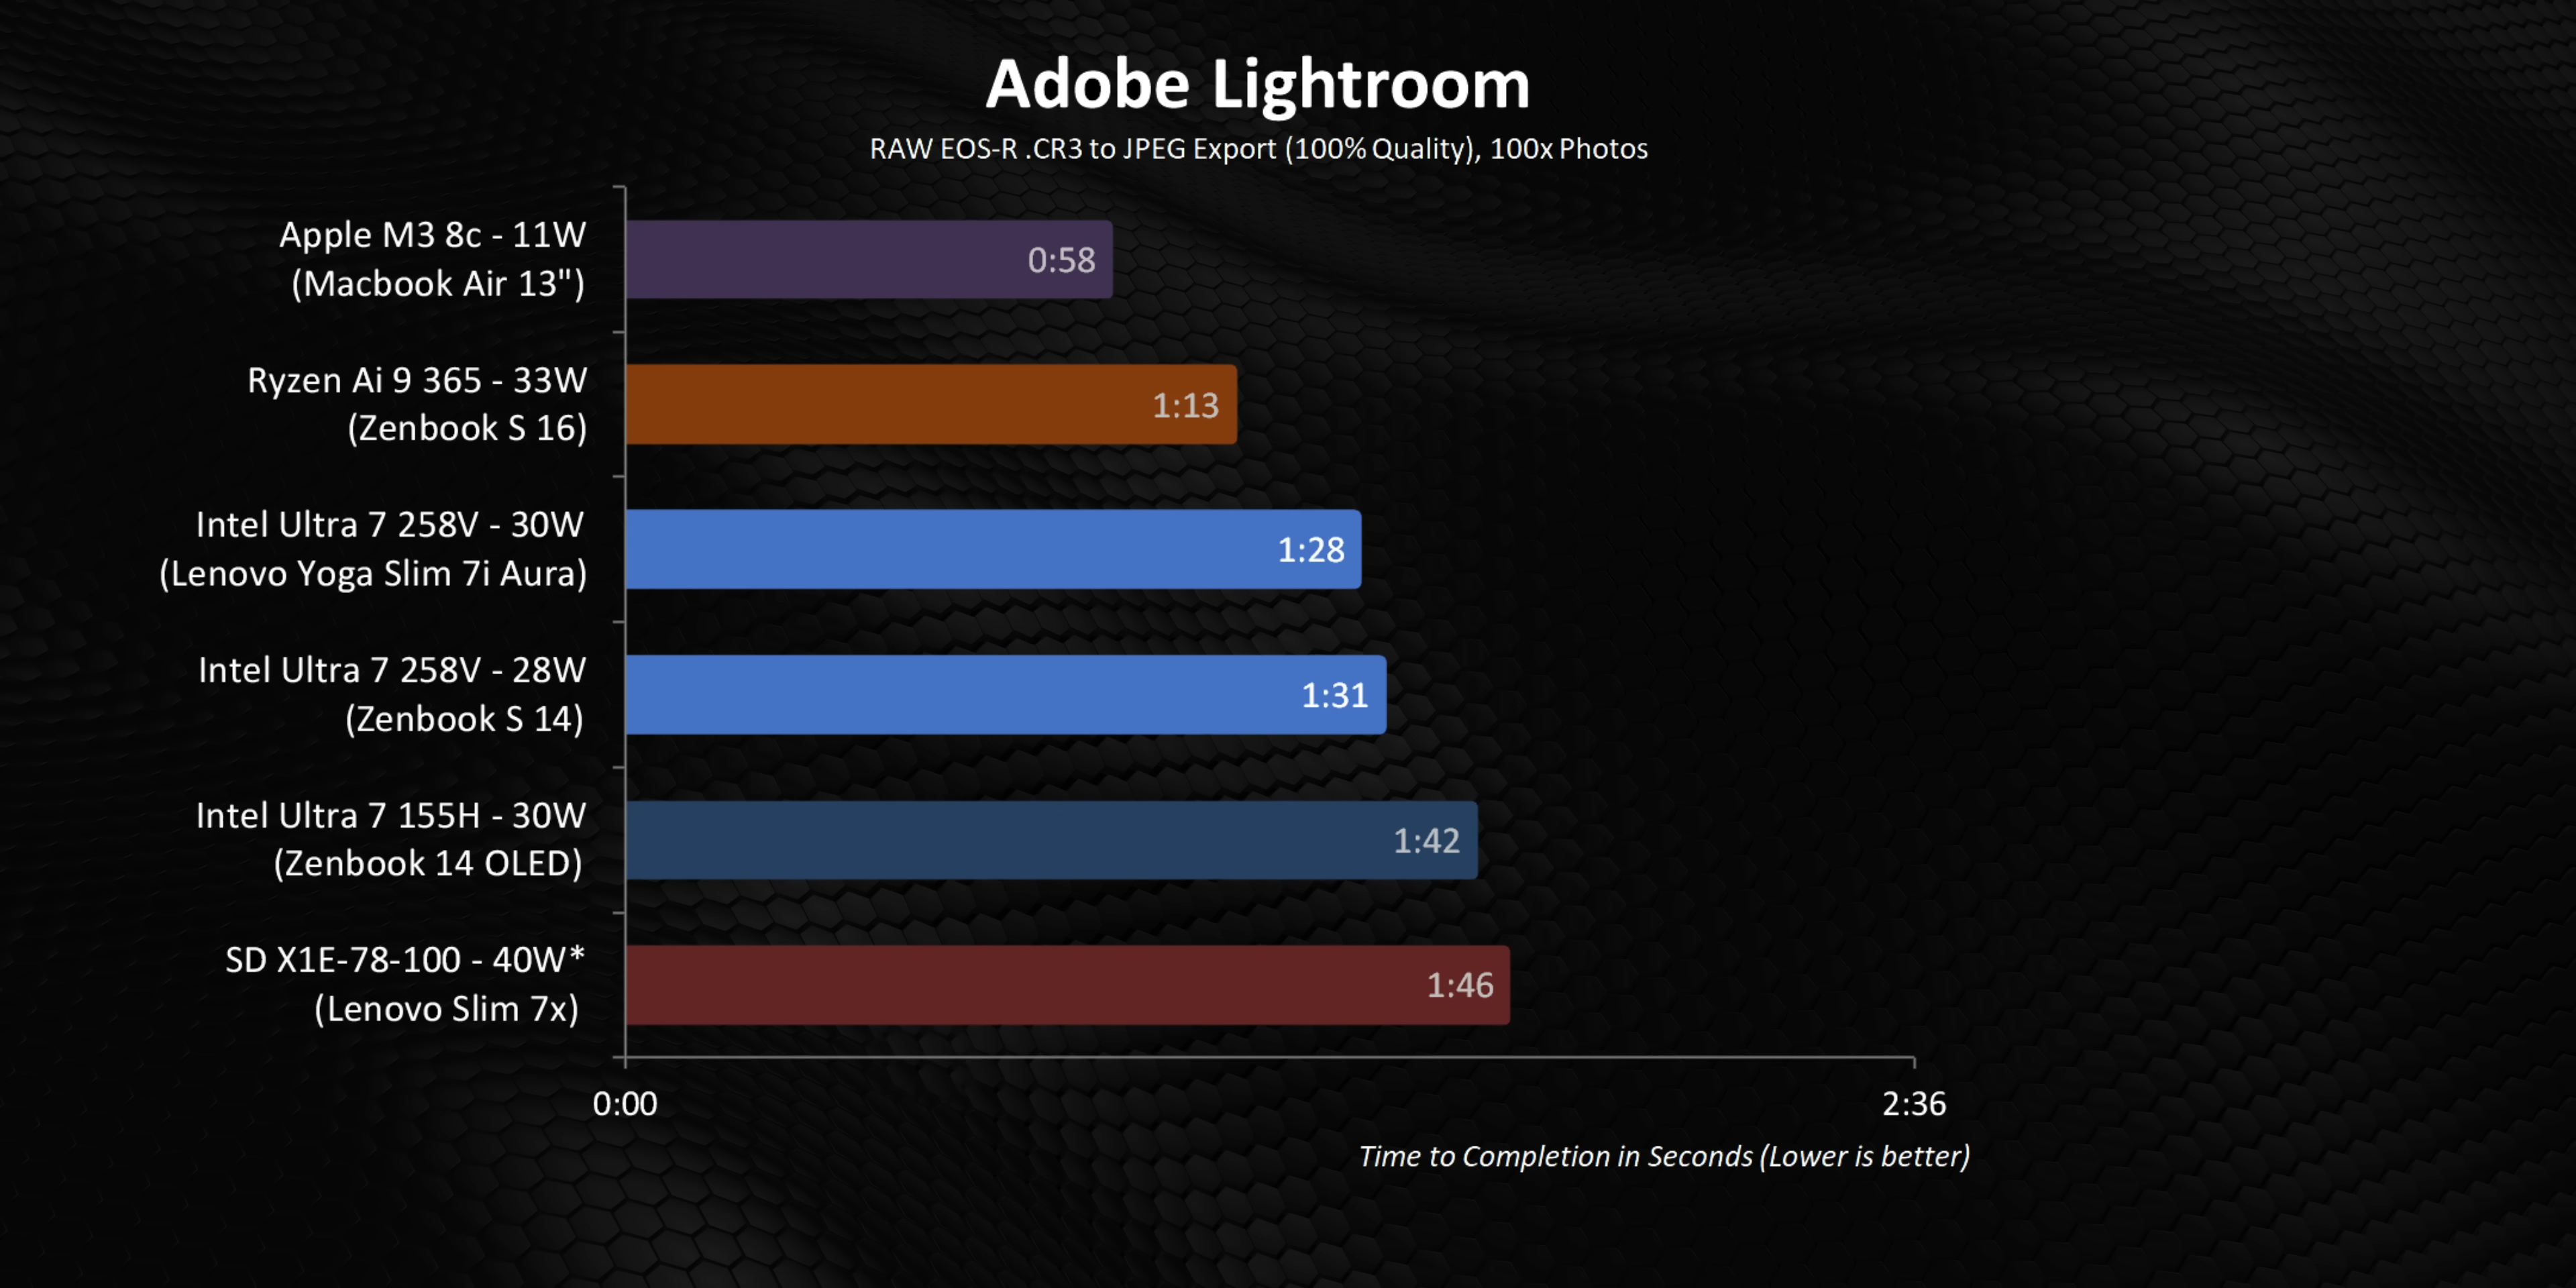 Adobe Lightroom
RAW EOS-R .CR3 to JPEG Export (100% Quality), 100x Photos
Apple M3 8c - 11W
(Macbook Air 13")
0:58
Ryzen Ai 9 365 - 33W
(Zenbook S 16)
1:13
Intel Ultra 7 258V - 30W
(Lenovo Yoga Slim 7i Aura)
1:28
Intel Ultra 7 258V - 28W
(Zenbook S 14)
1:31
Intel Ultra 7 155H - 30W
(Zenbook 14 OLED)
1:42
SD X1E-78-100 - 40W*
(Lenovo Slim 7x)
1:46
0:00
2:36
Time to Completion in Seconds (Lower is better)